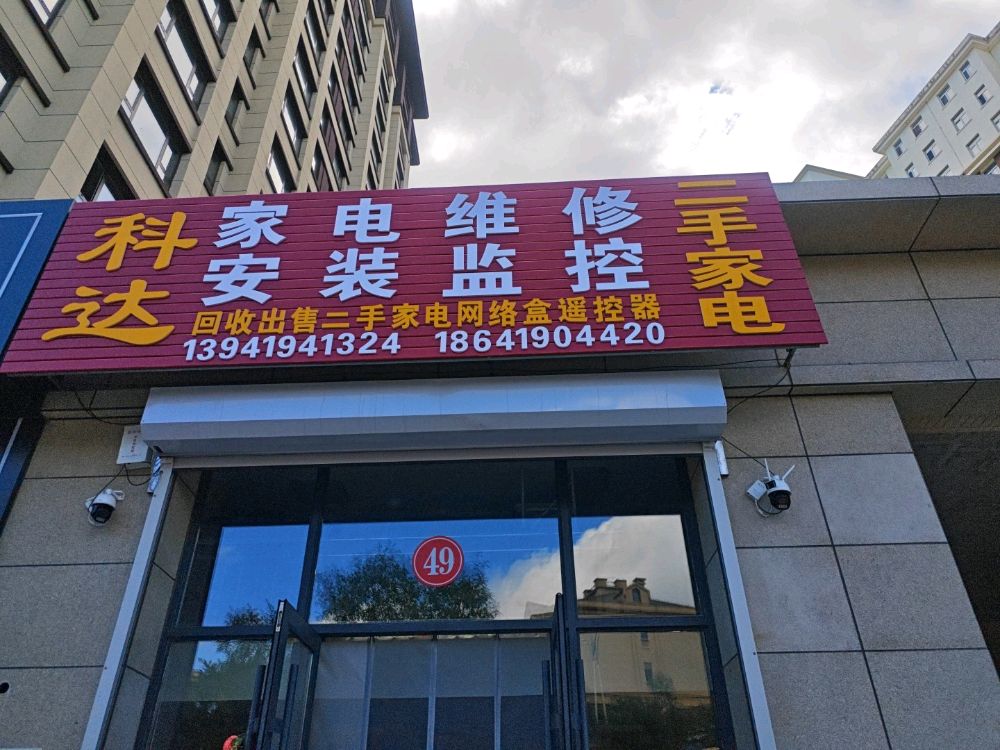 科达
家电维修
安装监控
回收出售二手家电网络盒遥控器
13941941324 18641904420
二手家电
49